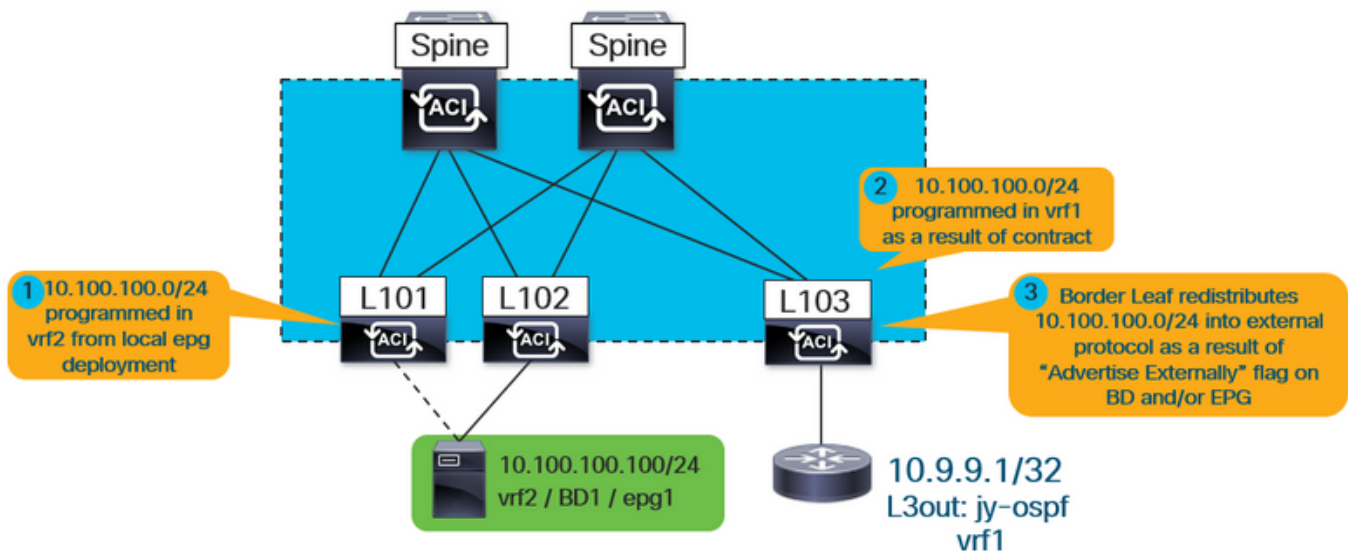 Spine
Spine
ACI
ACI
2 10.100.100.0/24
programmed in vrf1
as a result of contract
1 10.100.100.0/24
programmed in
vrf2 from local epg
deployment
L101
L102
L103
ACI
ACI
ACI
3 Border Leaf redistributes
10.100.100.0/24 into external
protocol as a result of
“Advertise Externally” flag on
BD and/or EPG
10.100.100.100/24
vrf2 / BD1 / epg1
10.9.9.1/32
L3out: jy-ospf
vrf1